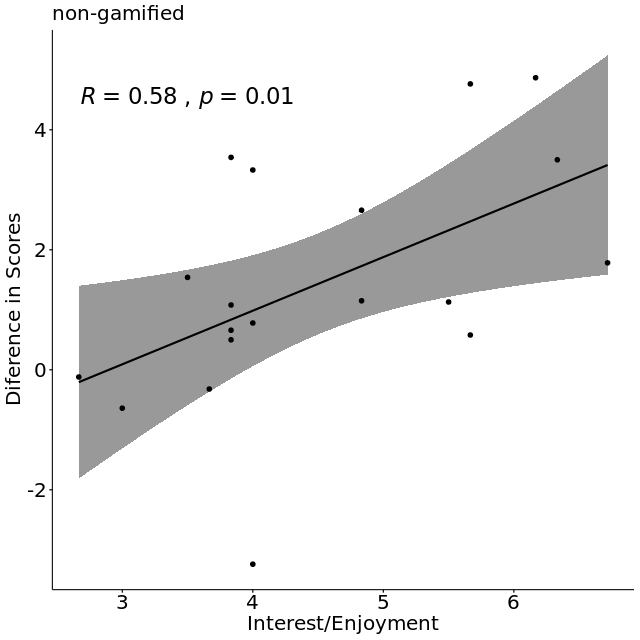 non-gamified
R = 0.58 , p = 0.01
4
2
0
-2
Diference in Scores
3 4 5 6
Interest/Enjoyment